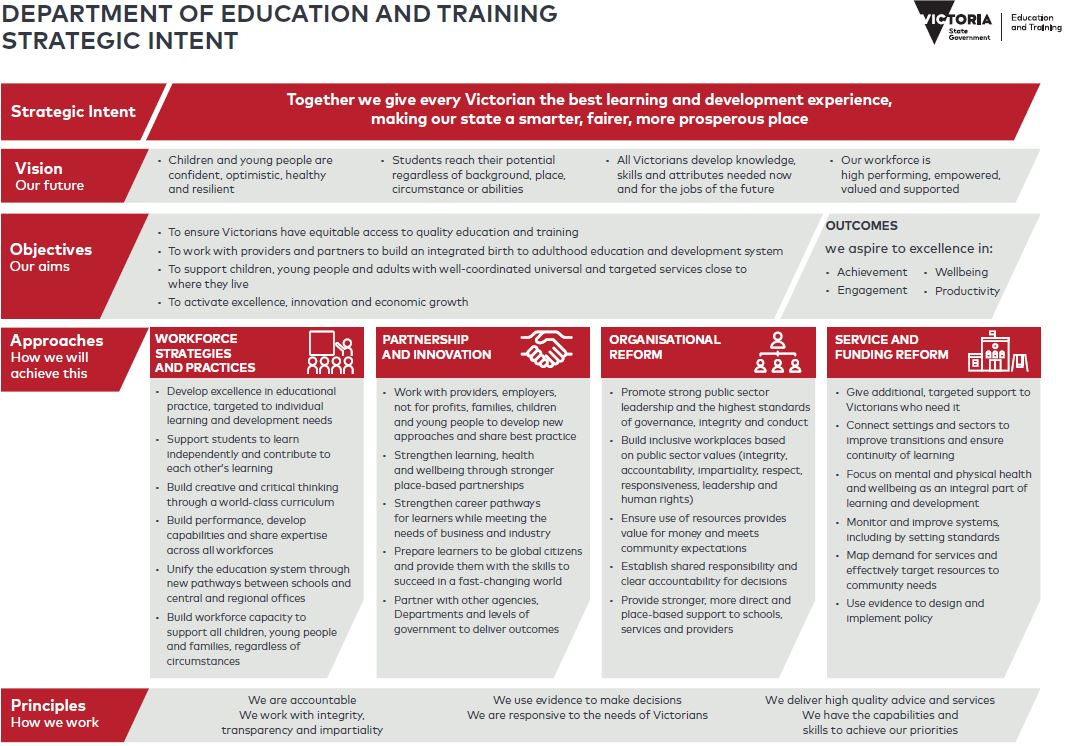 DEPARTMENT OF EDUCATION AND TRAINING
STRATEGIC INTENT
VICTORIA
State
Government
Education
and Training
Strategic Intent
Together we give every Victorian the best learning and development experience,
making our state a smarter, fairer, more prosperous place
Vision
Our future
• Children and young people are
confident, optimistic, healthy
and resilient
• Students reach their potential
regardless of background, place,
circumstance or abilities
• All Victorians develop knowledge,
skills and attributes needed now
and for the jobs of the future
• Our workforce is
high performing, empowered,
valued and supported
Objectives
Our aims
• To ensure Victorians have equitable access to quality education and training
• To work with providers and partners to build an integrated birth to adulthood education and development system
• To support children, young people and adults with well-coordinated universal and targeted services close to
where they live
• To activate excellence, innovation and economic growth
OUTCOMES
we aspire to excellence in:
• Achievement
• Engagement
• Wellbeing
• Productivity
Approaches
How we will
achieve this
WORKFORCE
STRATEGIES
AND PRACTICES
• Develop excellence in educational
practice, targeted to individual
learning and development needs
• Support students to learn
independently and contribute to
each other's learning
• Build creative and critical thinking
through a world-class curriculum
• Build performance, develop
capabilities and share expertise
across all workforces
• Unify the education system through
new pathways between schools and
central and regional offices
• Build workforce capacity to
support all children, young people
and families, regardless of
circumstances
PARTNERSHIP
AND INNOVATION
• Work with providers, employers,
not for profits, families, children
and young people to develop new
approaches and share best practice
• Strengthen learning, health
and wellbeing through stronger
place-based partnerships
• Strengthen career pathways
for learners while meeting the
needs of business and industry
• Prepare learners to be global citizens
and provide them with the skills to
succeed in a fast-changing world
• Partner with other agencies,
Departments and levels of
government to deliver outcomes
ORGANISATIONAL
REFORM
• Promote strong public sector
leadership and the highest standards
of governance, integrity and conduct
• Build inclusive workplaces based
on public sector values (integrity,
accountability, impartiality, respect,
responsiveness, leadership and
human rights)
• Ensure use of resources provides
value for money and meets
community expectations
• Establish shared responsibility and
clear accountability for decisions
• Provide stronger, more direct and
place-based support to schools,
services and providers
SERVICE AND
FUNDING REFORM
• Give additional, targeted support to
Victorians who need it
• Connect settings and sectors to
improve transitions and ensure
continuity of learning
• Focus on mental and physical health
and wellbeing as an integral part of
learning and development
• Monitor and improve systems,
including by setting standards
• Map demand for services and
effectively target resources to
community needs
• Use evidence to design and
implement policy
Principles
How we work
We are accountable
We work with integrity,
transparency and impartiality
We use evidence to make decisions
We are responsive to the needs of Victorians
We deliver high quality advice and services
We have the capabilities and
skills to achieve our priorities